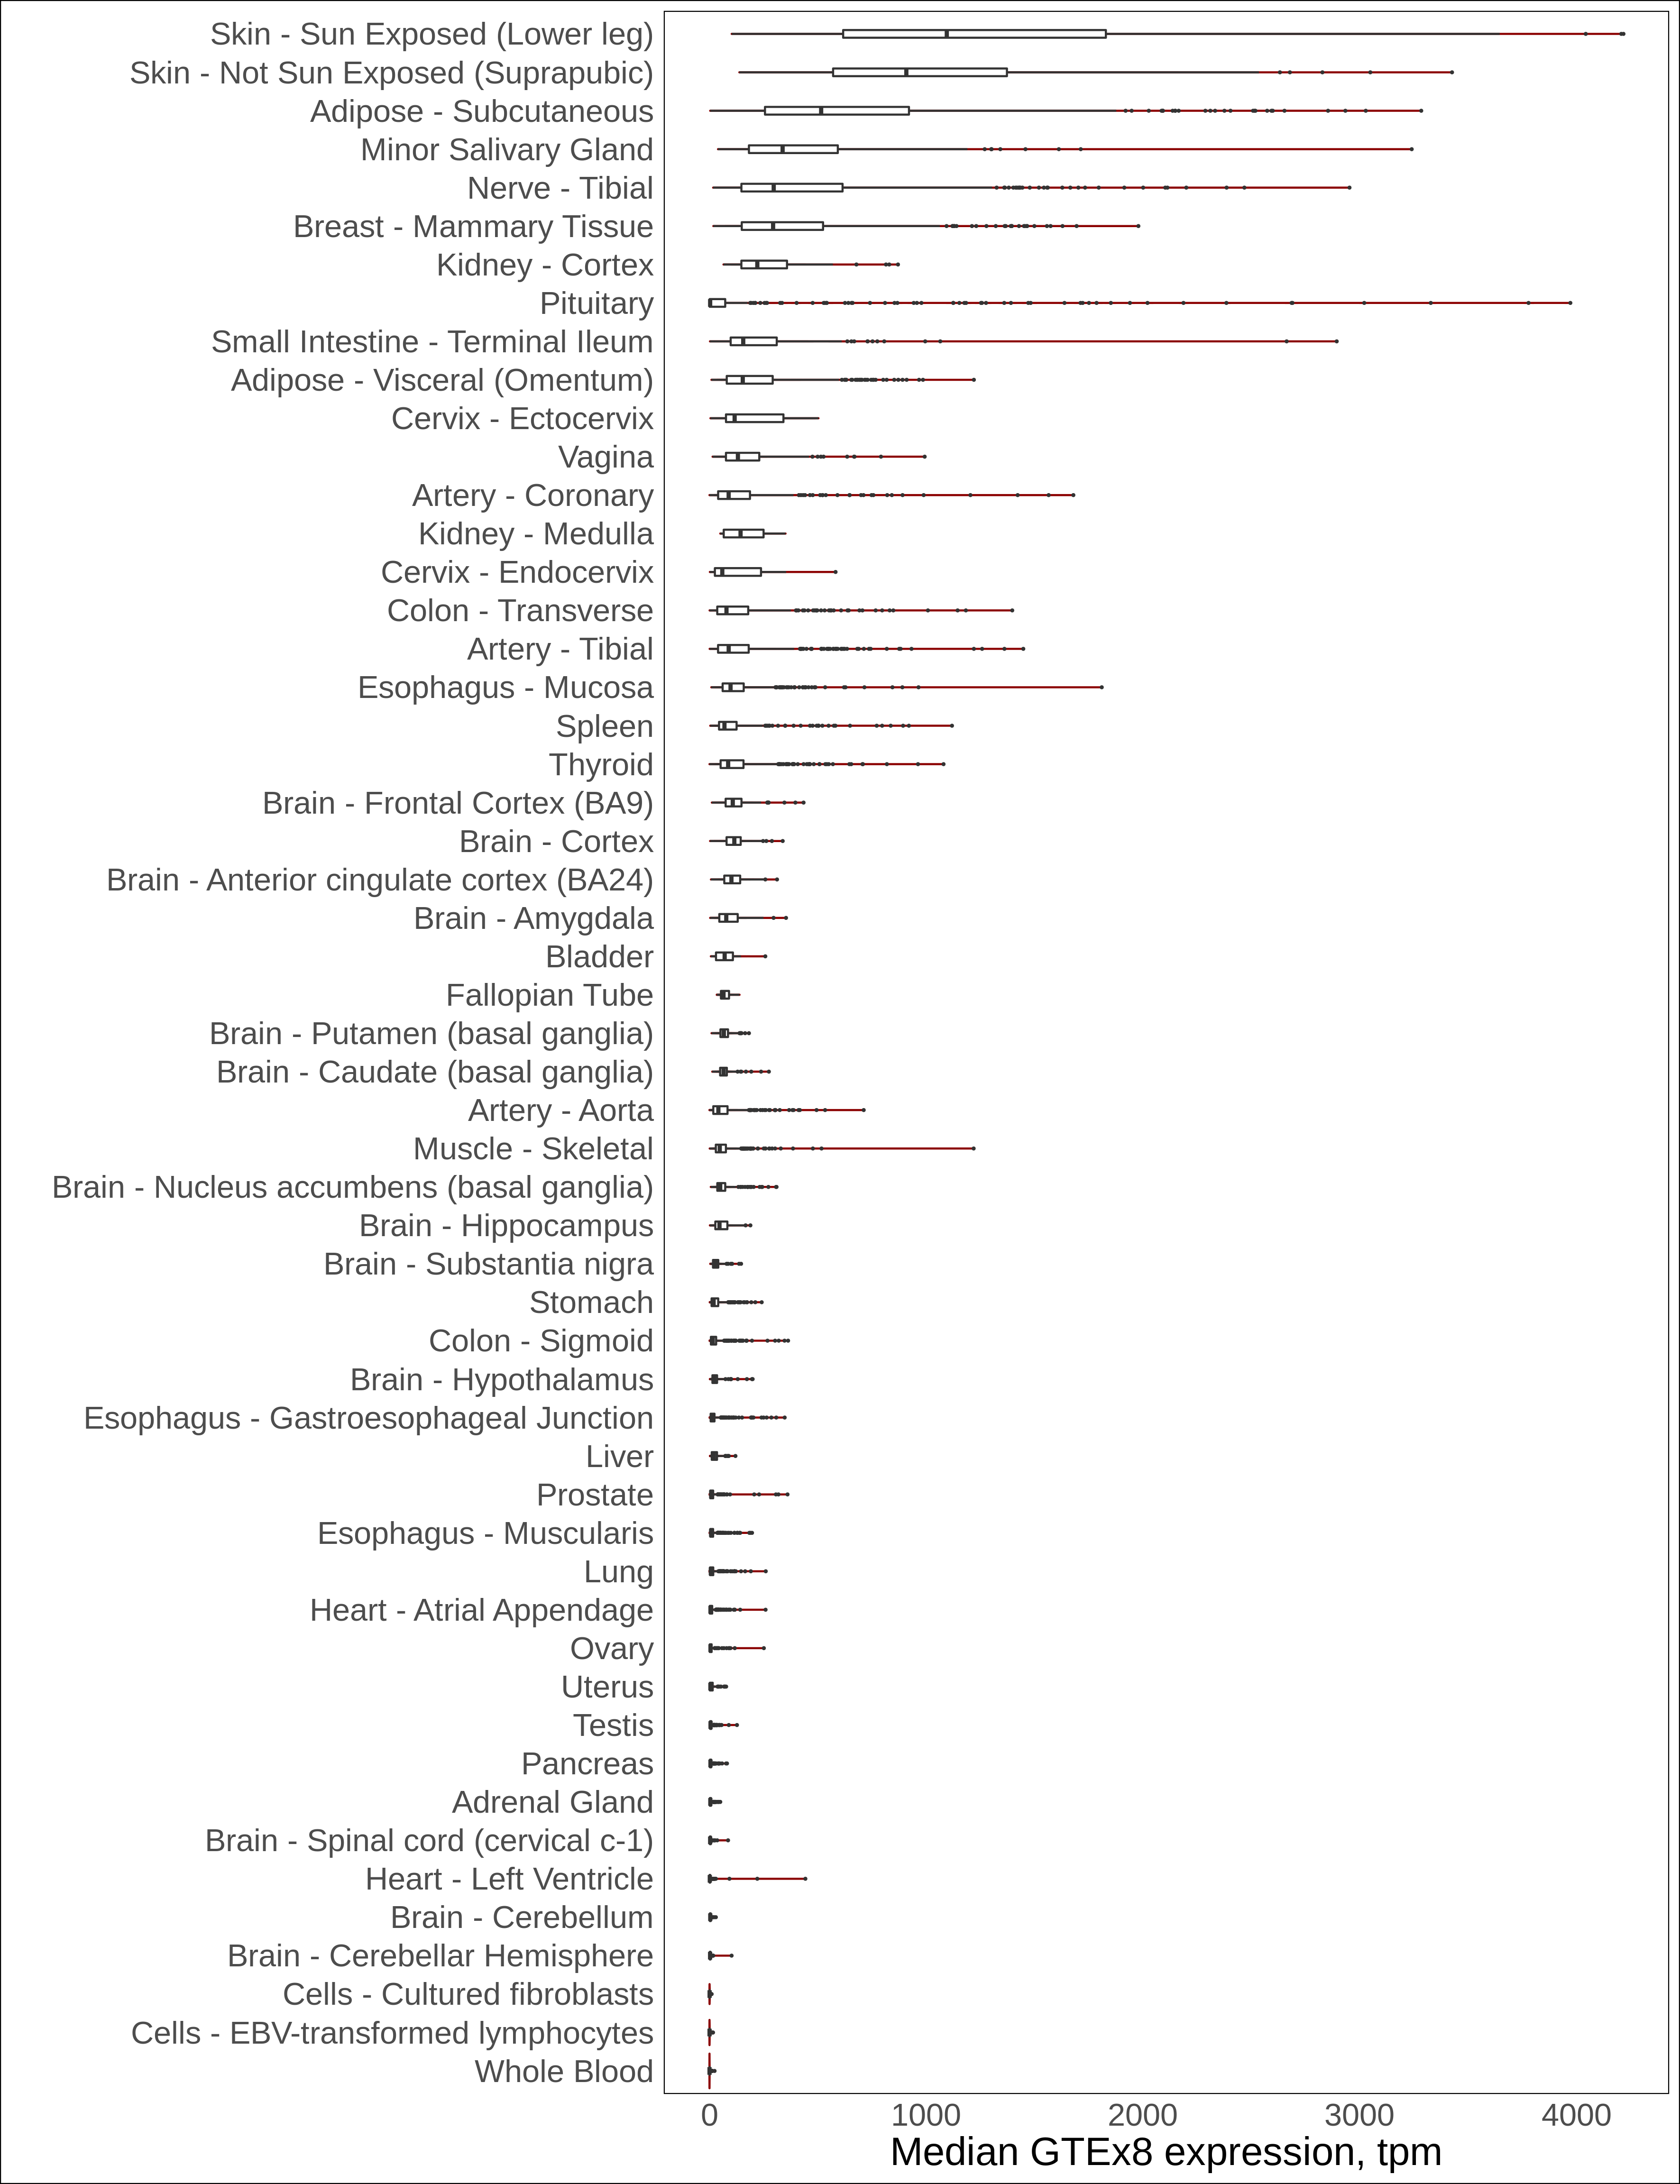 Skin - Sun Exposed (Lower leg)
Skin - Not Sun Exposed (Suprapubic)
Adipose - Subcutaneous
Minor Salivary Gland
Nerve - Tibial
Breast - Mammary Tissue
Kidney - Cortex
Pituitary
Small Intestine - Terminal Ileum
Adipose - Visceral (Omentum)
Cervix - Ectocervix
Vagina
Artery - Coronary
Kidney - Medulla
Cervix - Endocervix
Colon - Transverse
Artery - Tibial
Esophagus - Mucosa
Spleen
Thyroid
Brain - Frontal Cortex (BA9)
Brain - Cortex
Brain - Anterior cingulate cortex (BA24)
Brain - Amygdala
Bladder
Fallopian Tube
Brain - Putamen (basal ganglia)
Brain - Caudate (basal ganglia)
Artery - Aorta
Muscle - Skeletal
Brain - Nucleus accumbens (basal ganglia)
Brain - Hippocampus
Brain - Substantia nigra
Stomach
Colon - Sigmoid
Brain - Hypothalamus
Esophagus - Gastroesophageal Junction
Liver
Prostate
Esophagus - Muscularis
Lung
Heart - Atrial Appendage
Ovary
Uterus
Testis
Pancreas
Adrenal Gland
Brain - Spinal cord (cervical c-1)
Heart - Left Ventricle
Brain - Cerebellum
Brain - Cerebellar Hemisphere
Cells - Cultured fibroblasts
Cells - EBV-transformed lymphocytes
Whole Blood
0 1000 2000 3000 4000
Median GTEx8 expression, tpm